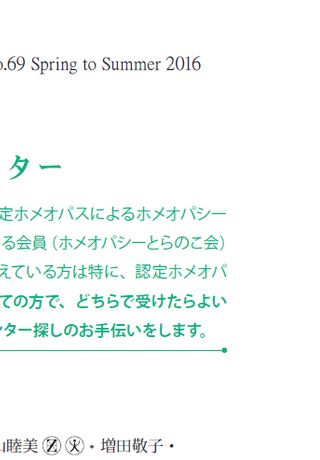 .69 Spring to Summer 2016
ター
定ホメオパスによるホメオパシー
る会員（ホメオパシーとらのこ会）
えている方は特に、認定ホメオパ
ての方で、どちらで受けたらよい
ター探しのお手伝いをします。
睦美 Ⓩ ㊋・増田敬子・